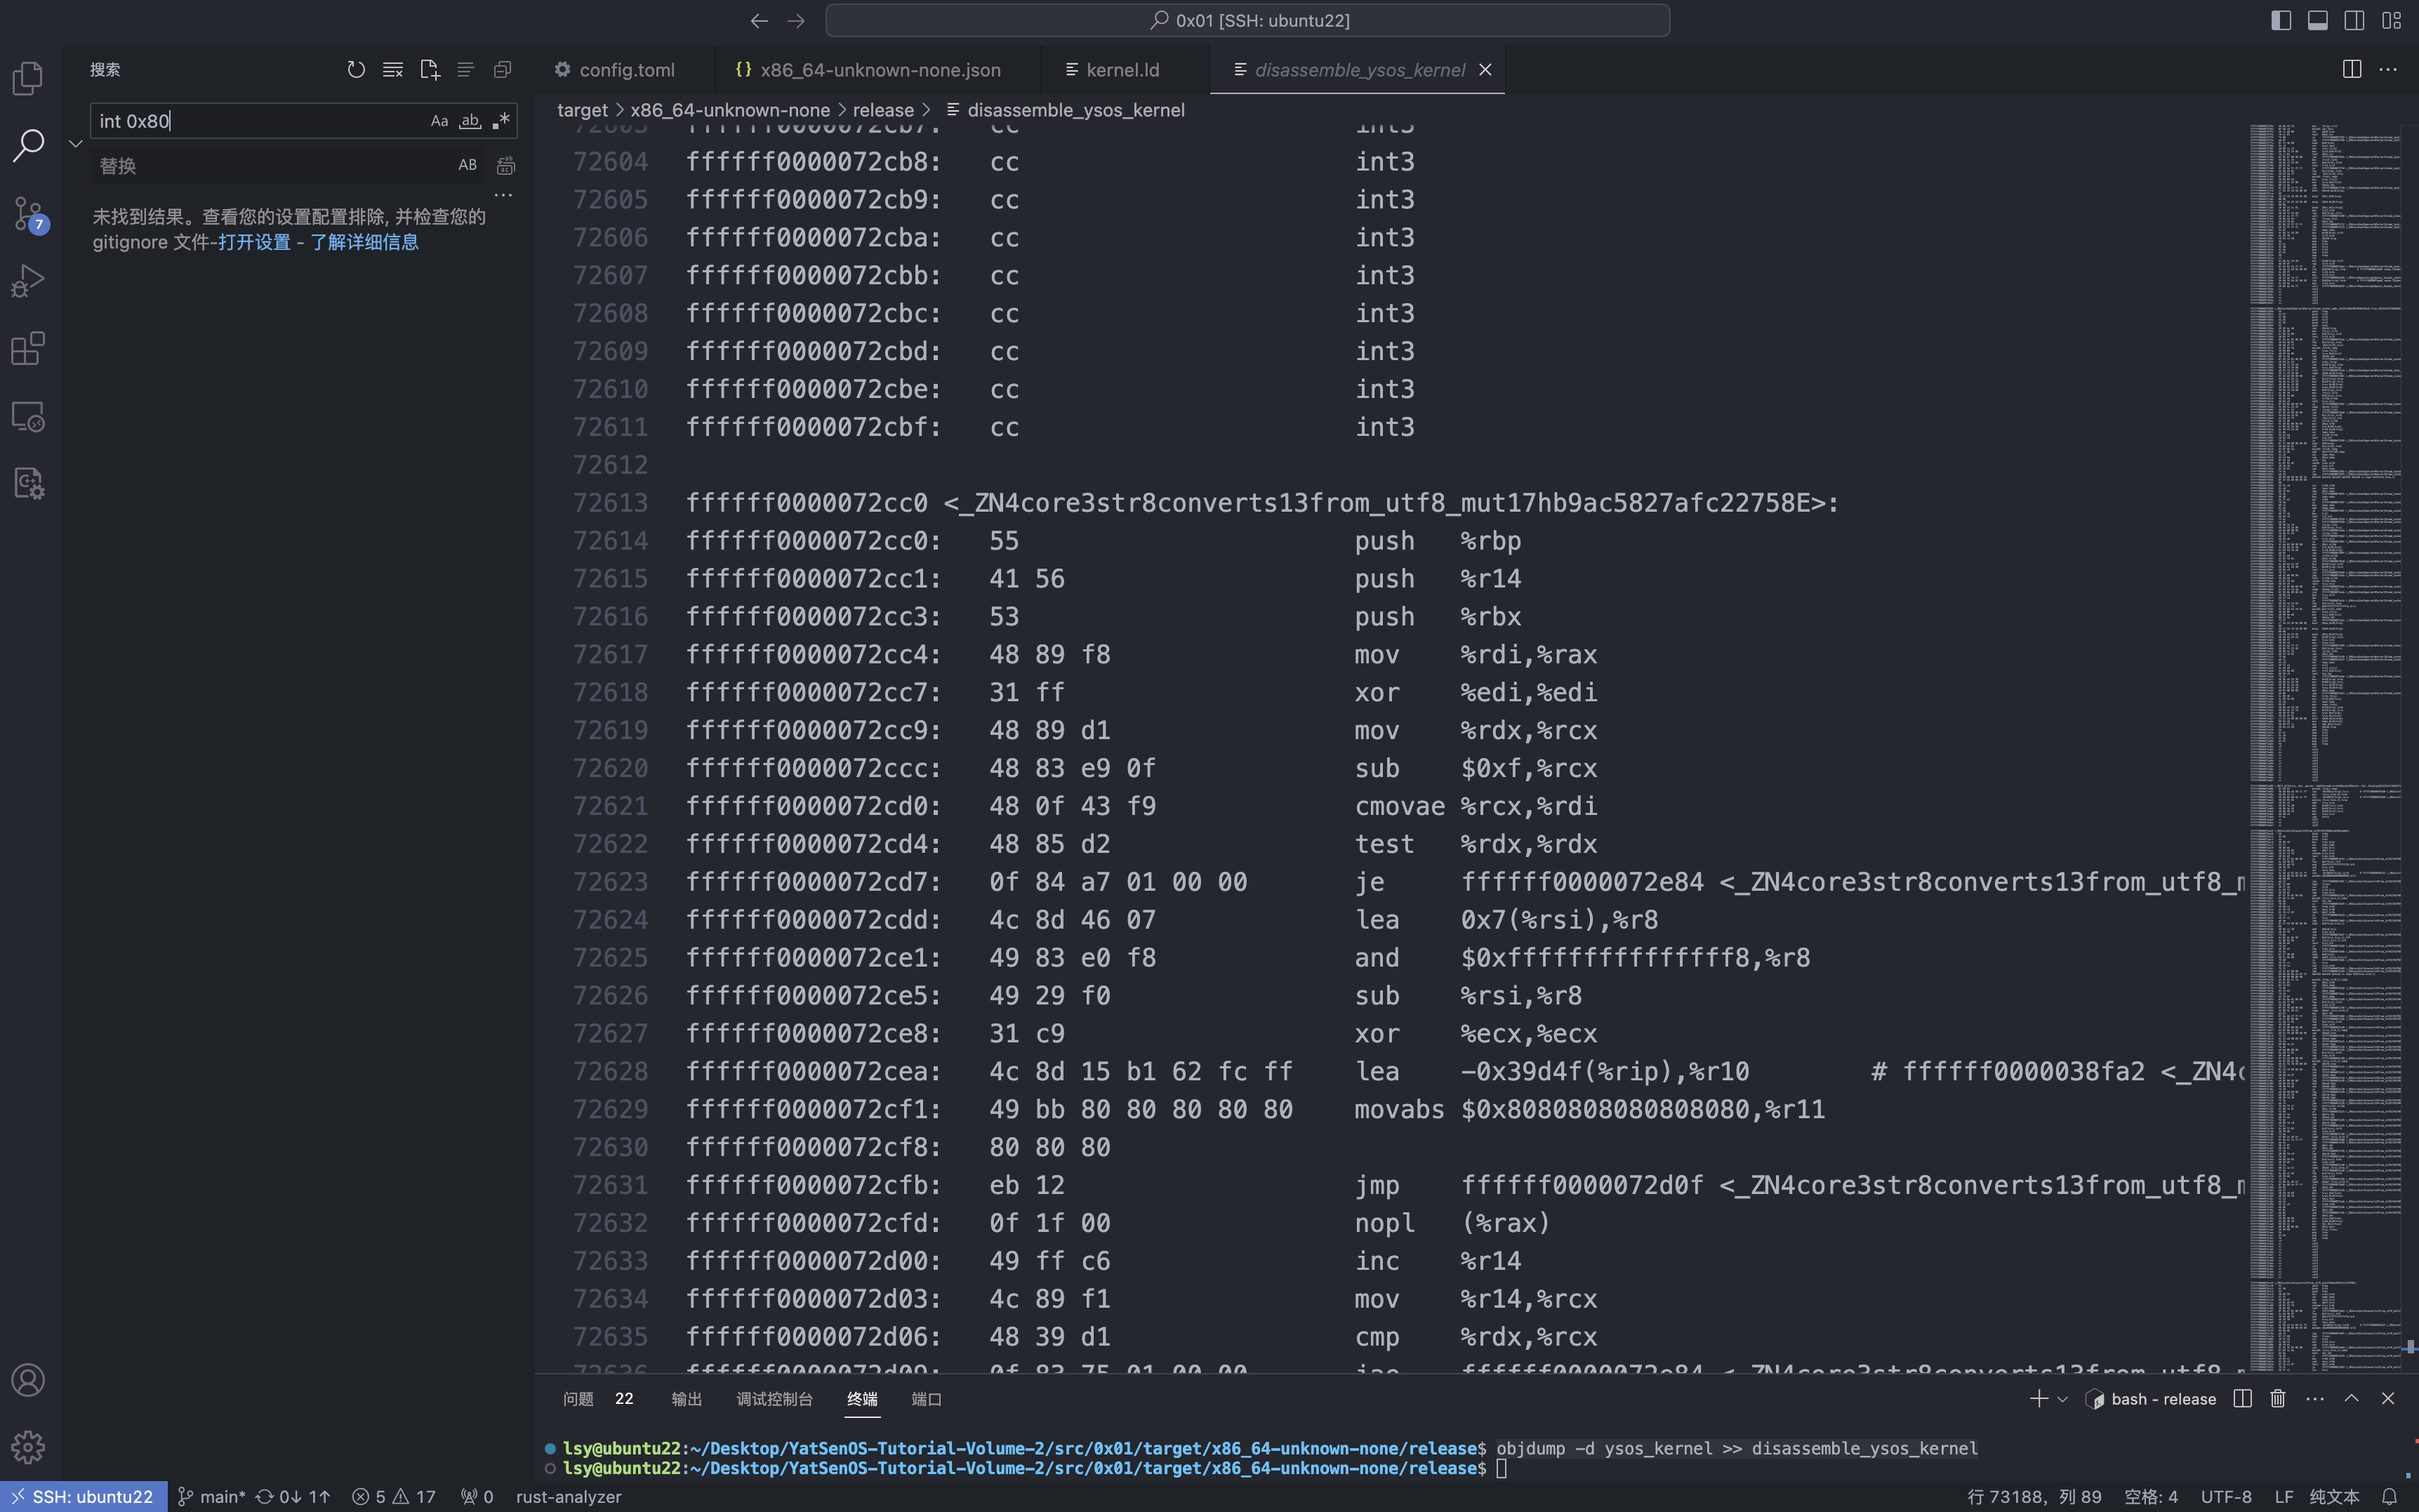 0x01 [SSH: ubuntu22]
搜索
config.toml
{} x86_64-unknown-none.json
kernel.ld
disassemble_ysos_kernel
int 0x80
Aa ab .*
target > x86_64-unknown-none > release > disassemble_ysos_kernel
替换
AB
未找到结果。查看您的设置配置排除, 并检查您的
gitignore 文件-打开设置 - 了解详细信息
7
72603 ffffff0000072cb7: cc int3
72604 ffffff0000072cb8: cc int3
72605 ffffff0000072cb9: cc int3
72606 ffffff0000072cba: cc int3
72607 ffffff0000072cbb: cc int3
72608 ffffff0000072cbc: cc int3
72609 ffffff0000072cbd: cc int3
72610 ffffff0000072cbe: cc int3
72611 ffffff0000072cbf: cc int3
72612
72613 ffffff0000072cc0 <_ZN4core3str8converts13from_utf8_mut17hb9ac5827afc22758E>:
72614 ffffff0000072cc0: 55 push %rbp
72615 ffffff0000072cc1: 41 56 push %r14
72616 ffffff0000072cc3: 53 push %rbx
72617 ffffff0000072cc4: 48 89 f8 mov %rdi,%rax
72618 ffffff0000072cc7: 31 ff xor %edi,%edi
72619 ffffff0000072cc9: 48 89 d1 mov %rdx,%rcx
72620 ffffff0000072ccc: 48 83 e9 0f sub $0xf,%rcx
72621 ffffff0000072cd0: 48 0f 43 f9 cmovae %rcx,%rdi
72622 ffffff0000072cd4: 48 85 d2 test %rdx,%rdx
72623 ffffff0000072cd7: 0f 84 a7 01 00 00 je ffffff0000072e84 <_ZN4core3str8converts13from_utf8_m
72624 ffffff0000072cdd: 4c 8d 46 07 lea 0x7(%rsi),%r8
72625 ffffff0000072ce1: 49 83 e0 f8 and $0xfffffffffffffff8,%r8
72626 ffffff0000072ce5: 49 29 f0 sub %rsi,%r8
72627 ffffff0000072ce8: 31 c9 xor %ecx,%ecx
72628 ffffff0000072cea: 4c 8d 15 b1 62 fc ff lea -0x39d4f(%rip),%r10 # ffffff0000038fa2 <_ZN4c
72629 ffffff0000072cf1: 49 bb 80 80 80 80 80 movabs $0x8080808080808080,%r11
72630 ffffff0000072cf8: 80 80 80
72631 ffffff0000072cfb: eb 12 jmp ffffff0000072d0f <_ZN4core3str8converts13from_utf8_m
72632 ffffff0000072cfd: 0f 1f 00 nopl (%rax)
72633 ffffff0000072d00: 49 ff c6 inc %r14
72634 ffffff0000072d03: 4c 89 f1 mov %r14,%rcx
72635 ffffff0000072d06: 48 39 d1 cmp %rdx,%rcx
72636 ffffff0000072d09: 0f 83 75 01 00 00 jae ffffff0000072e84 <_ZN4core3str8converts13from_utf8_m
问题 22 输出 调试控制台 终端 端口
bash - release
lsy@ubuntu22:~/Desktop/YatSenOS-Tutorial-Volume-2/src/0x01/target/x86_64-unknown-none/release$ objdump -d ysos_kernel >> disassemble_ysos_kernel
lsy@ubuntu22:~/Desktop/YatSenOS-Tutorial-Volume-2/src/0x01/target/x86_64-unknown-none/release$
SSH: ubuntu22 main* 0↓ 1↑ 5 17 0 rust-analyzer
行 73188, 列 89 空格: 4 UTF-8 LF 纯文本